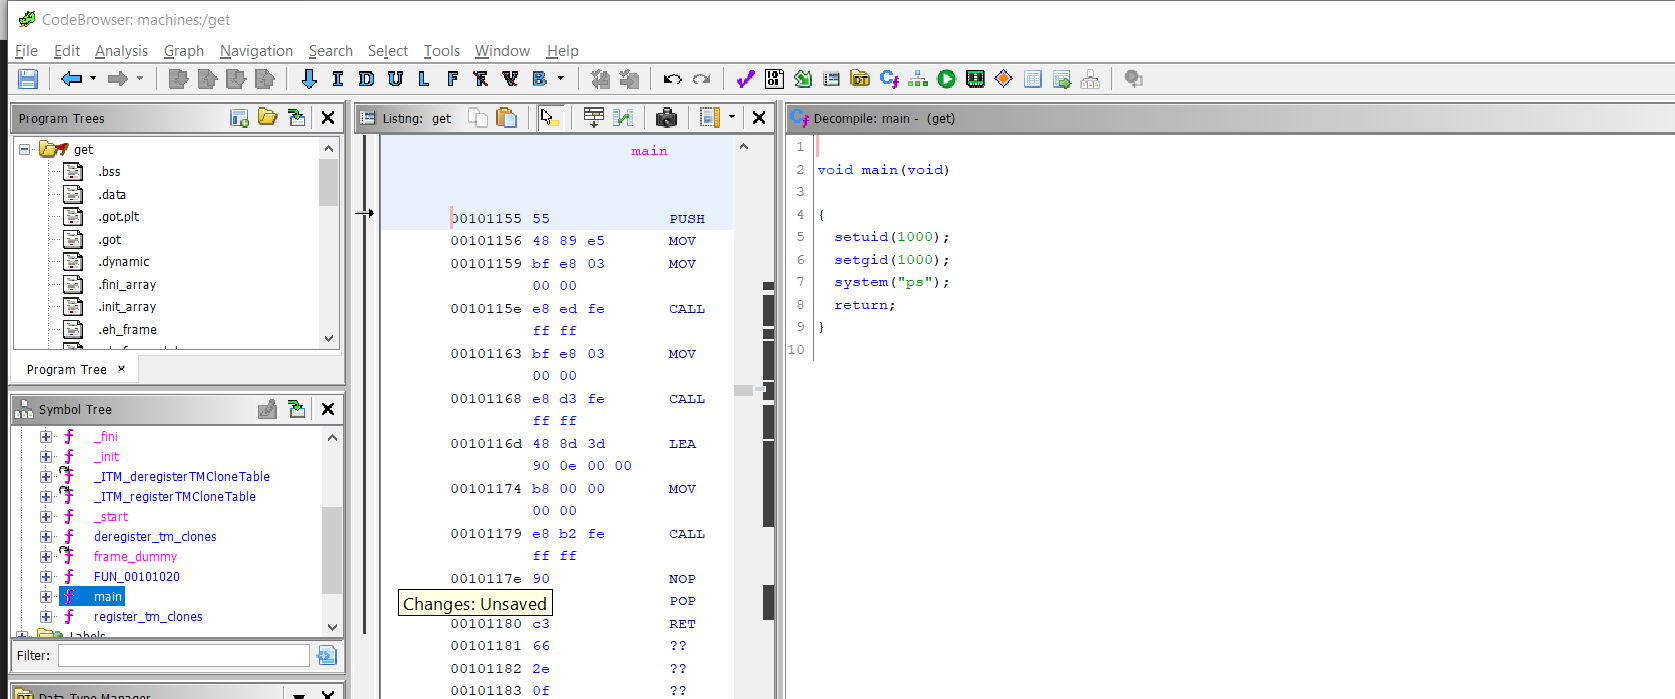 CodeBrowser: machines:/get
File Edit Analysis Graph Navigation Search Select Tools Window Help
I D U L F B
Program Trees
get
.bss
.data
.got.plt
.got
.dynamic
.fini_array
.init_array
.eh_frame
Program Tree ×
Symbol Tree
_fini
_init
_ITM_deregisterTMCloneTable
_ITM_registerTMCloneTable
_start
deregister_tm_clones
frame_dummy
FUN_00101020
main
register_tm_clones
Labels
Filter:
Data Type Manager
Listing: get
main
00101155 55 PUSH
00101156 48 89 e5 MOV
00101159 bf e8 03 MOV
00 00
0010115e e8 ed fe CALL
ff ff
00101163 bf e8 03 MOV
00 00
00101168 e8 d3 fe CALL
ff ff
0010116d 48 8d 3d LEA
90 0e 00 00
00101174 b8 00 00 MOV
00 00
00101179 e8 b2 fe CALL
ff ff
0010117e 90 NOP
Changes: Unsaved POP
00101180 c3 RET
00101181 66 ??
00101182 2e ??
00101183 0f ??
Decompile: main - (get)
1
2 void main(void)
3
4 {
5 setuid(1000);
6 setgid(1000);
7 system("ps");
8 return;
9 }
10